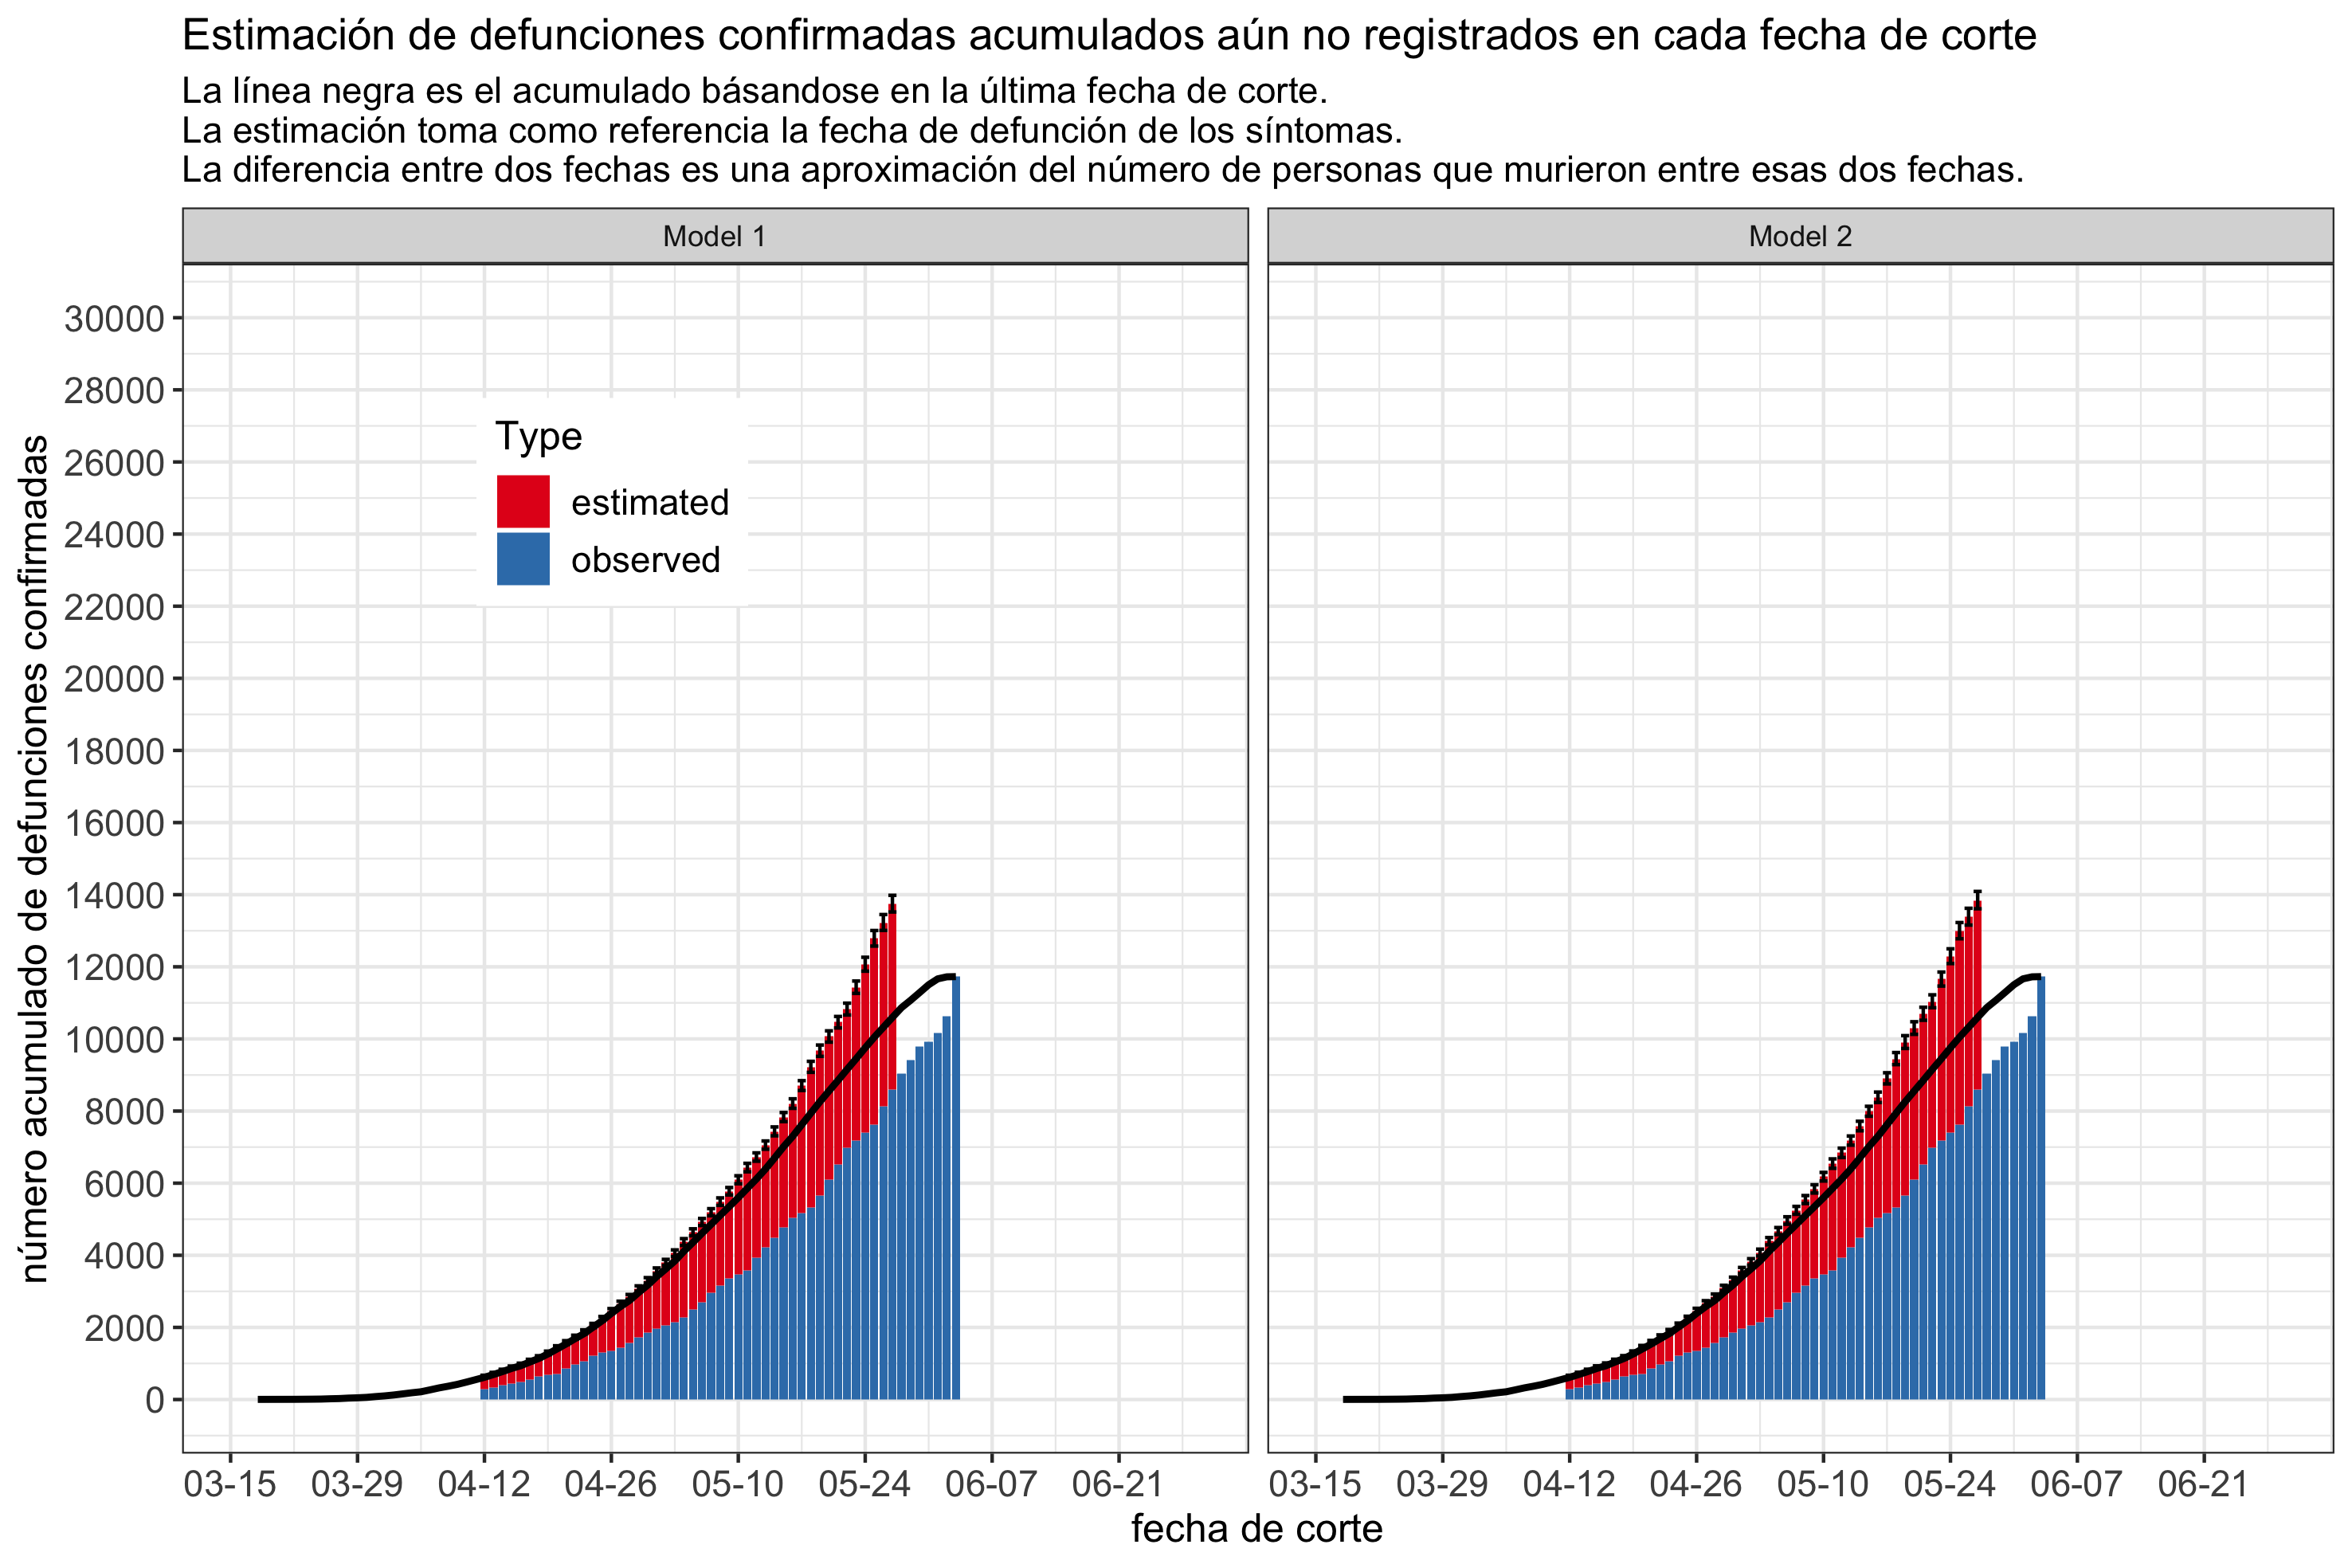 Estimación de defunciones confirmadas acumulados aún no registrados en cada fecha de corte
La línea negra es el acumulado básandose en la última fecha de corte.
La estimación toma como referencia la fecha de defunción de los síntomas.
La diferencia entre dos fechas es una aproximación del número de personas que murieron entre esas dos fechas.
Model 1
Model 2
número acumulado de defunciones confirmadas
30000
28000
26000
24000
22000
20000
18000
16000
14000
12000
10000
8000
6000
4000
2000
0
Type
estimated
observed
03-15 03-29 04-12 04-26 05-10 05-24 06-07 06-21
03-15 03-29 04-12 04-26 05-10 05-24 06-07 06-21
fecha de corte